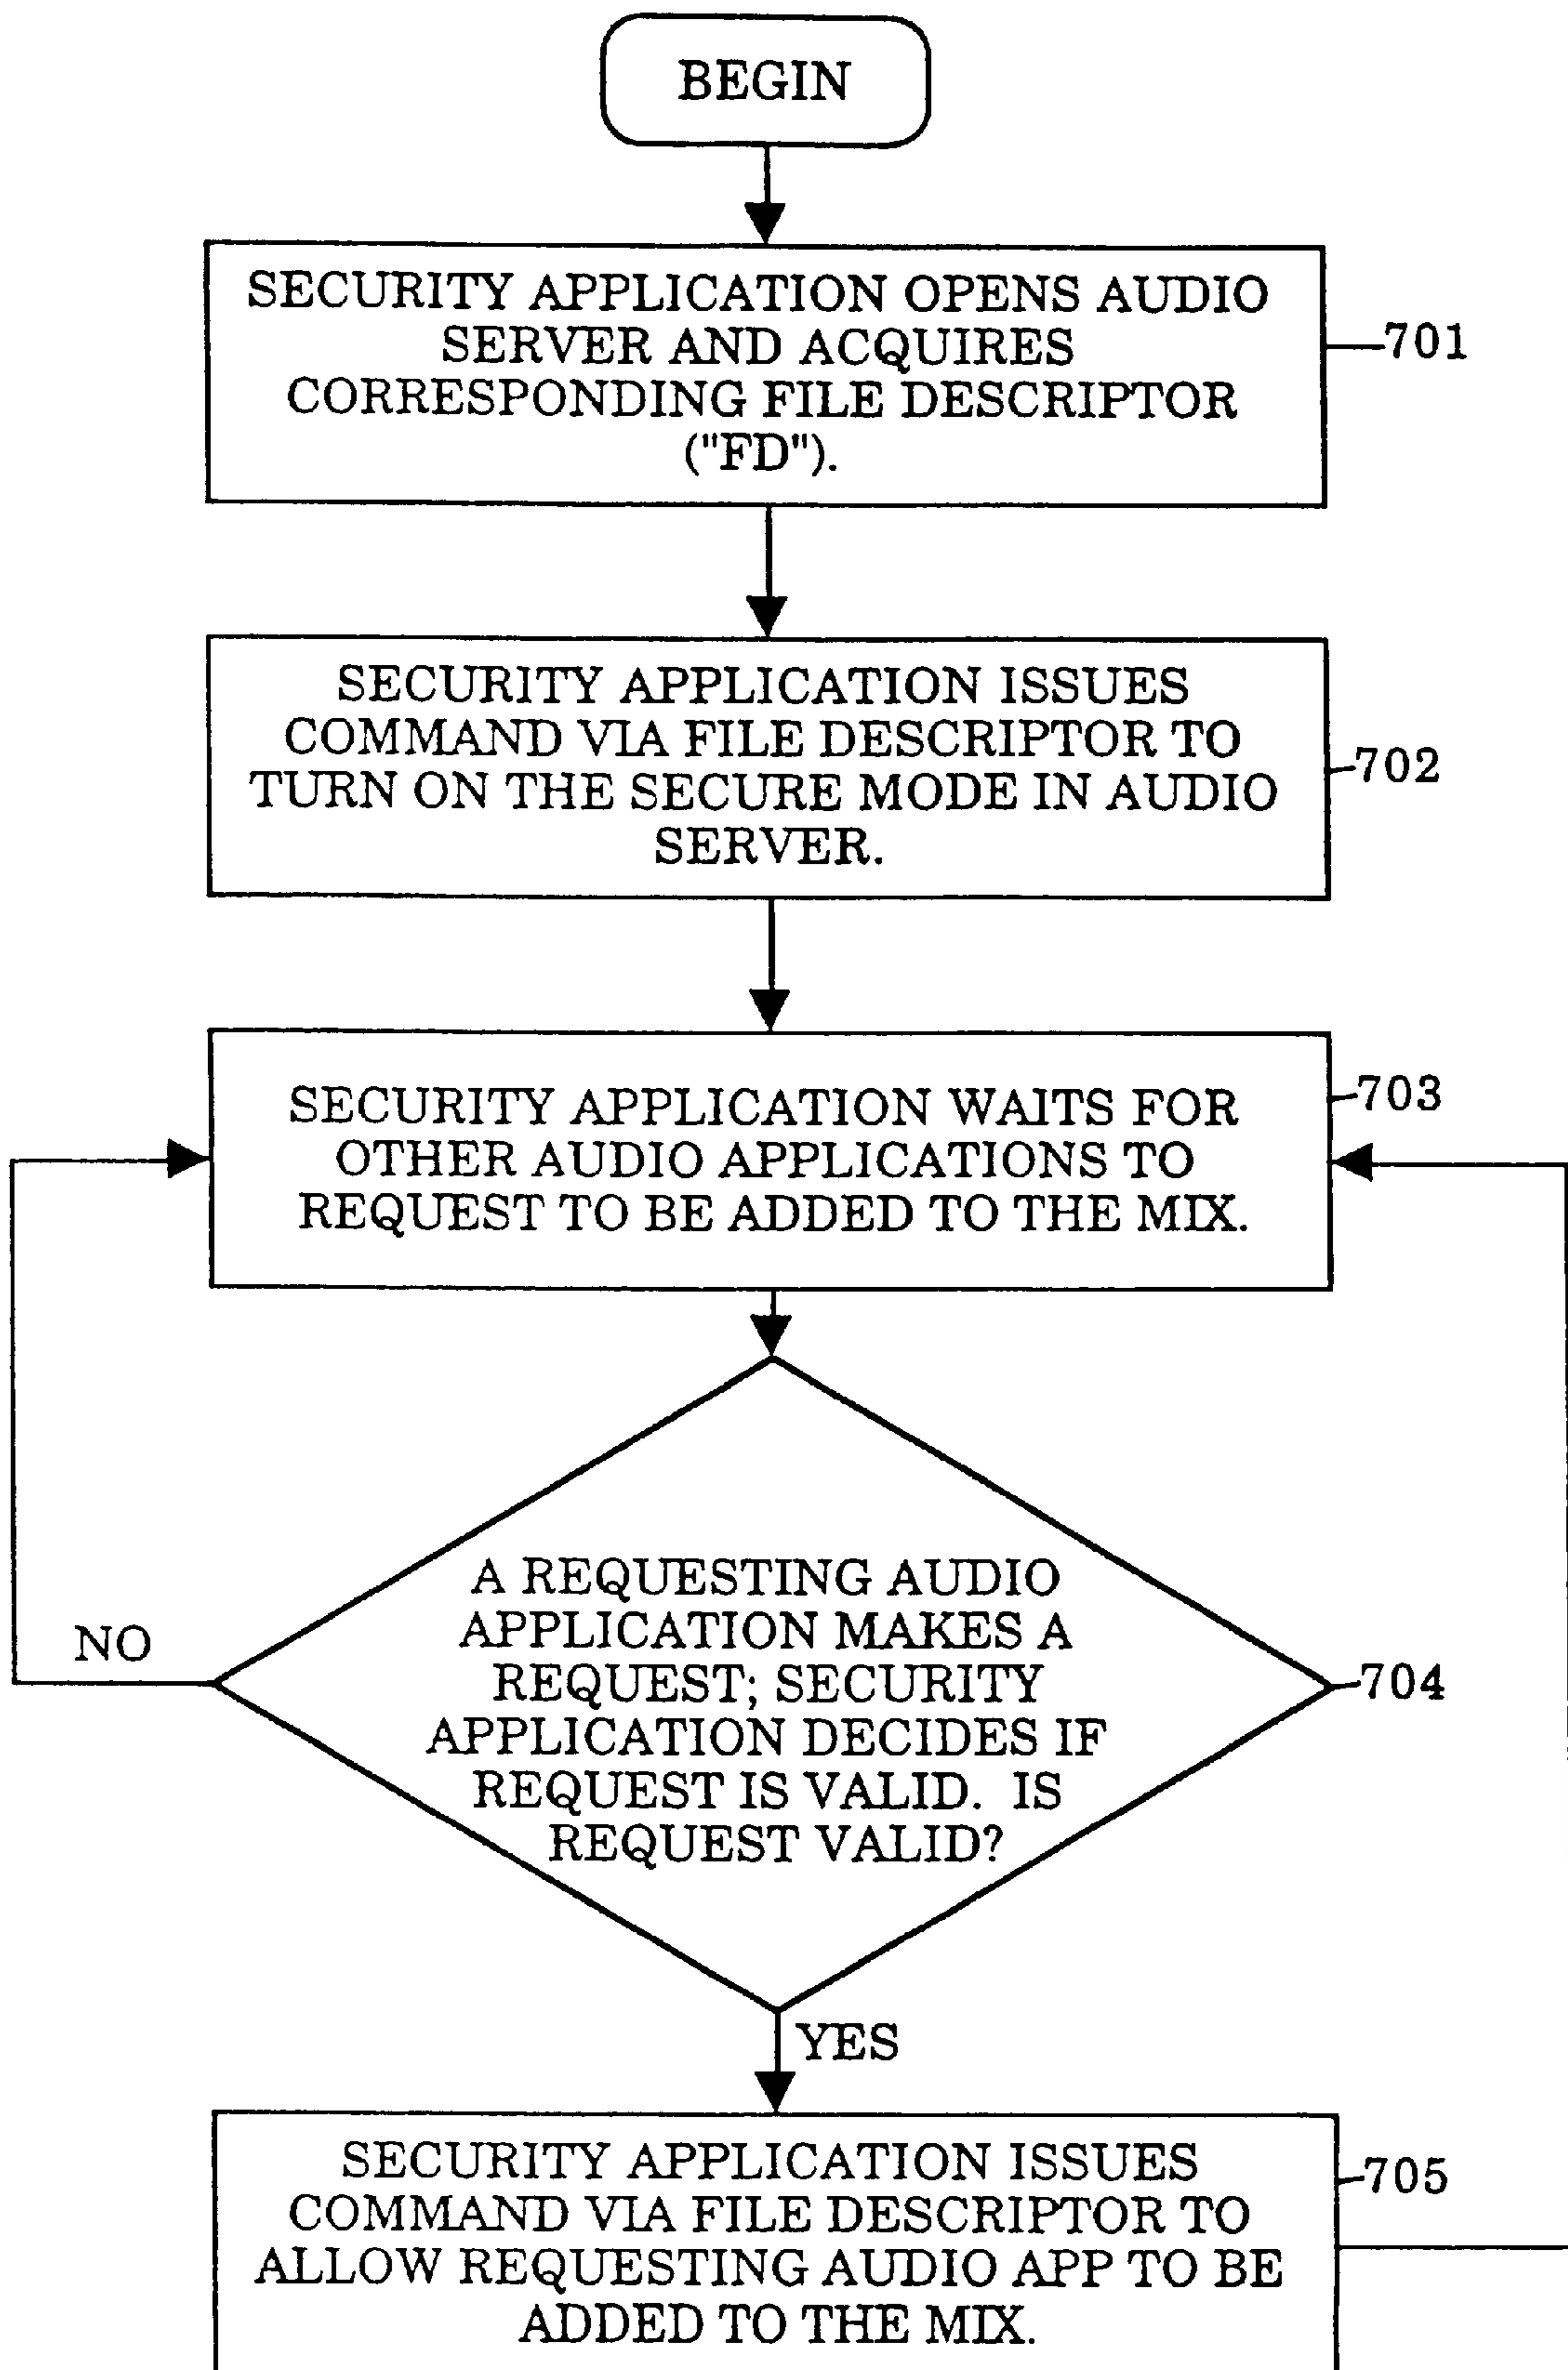 BEGIN
SECURITY APPLICATION OPENS AUDIO
SERVER AND ACQUIRES
CORRESPONDING FILE DESCRIPTOR
("FD").
701
SECURITY APPLICATION ISSUES
COMMAND VIA FILE DESCRIPTOR TO
TURN ON THE SECURE MODE IN AUDIO
SERVER.
702
SECURITY APPLICATION WAITS FOR
OTHER AUDIO APPLICATIONS TO
REQUEST TO BE ADDED TO THE MIX.
703
A REQUESTING AUDIO
APPLICATION MAKES A
REQUEST; SECURITY
APPLICATION DECIDES IF
REQUEST IS VALID. IS
REQUEST VALID?
NO
704
YES
SECURITY APPLICATION ISSUES
COMMAND VIA FILE DESCRIPTOR TO
ALLOW REQUESTING AUDIO APP TO BE
ADDED TO THE MIX.
705